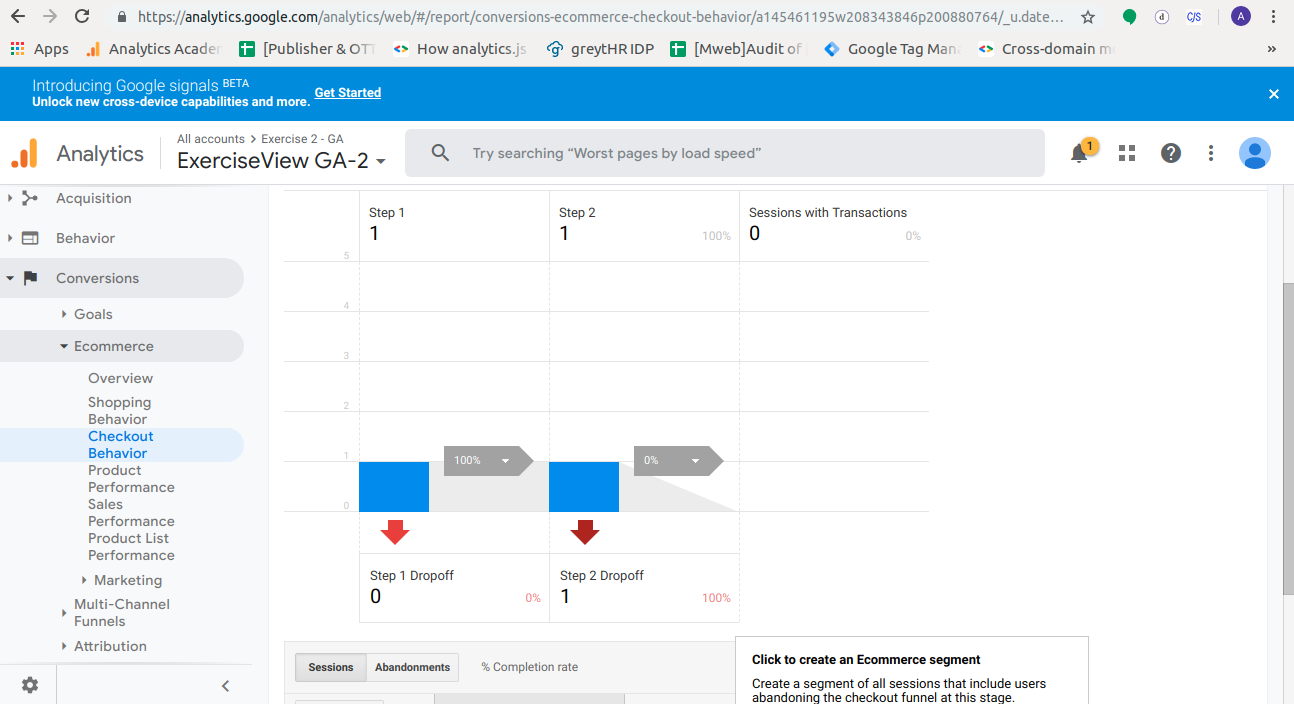 https://analytics.google.com/analytics/web/#/report/conversions-ecommerce-checkout-behavior/a145461195w208343846p200880764/_u.date...
d
CJS
A
Apps
Analytics Acader
[Publisher & OTT
How analytics.js
greytHR IDP
[Mweb]Audit of
Google Tag Mana
Cross-domain m
»
Introducing Google signals BETA
Unlock new cross-device capabilities and more.
Get Started
Analytics
All accounts > Exercise 2 - GA
ExerciseView GA-2
Try searching “Worst pages by load speed”
1
Acquisition
Behavior
Conversions
Goals
Ecommerce
Overview
Shopping
Behavior
Checkout
Behavior
Product
Performance
Sales
Performance
Product List
Performance
Marketing
Multi-Channel
Funnels
Attribution
Step 1
1
Step 2
1
100%
Sessions with Transactions
0
0%
5
4
3
2
1
0
100%
0%
Step 1 Dropoff
0
0%
Step 2 Dropoff
1
100%
Sessions
Abandonments
% Completion rate
Click to create an Ecommerce segment
Create a segment of all sessions that include users
abandoning the checkout funnel at this stage.